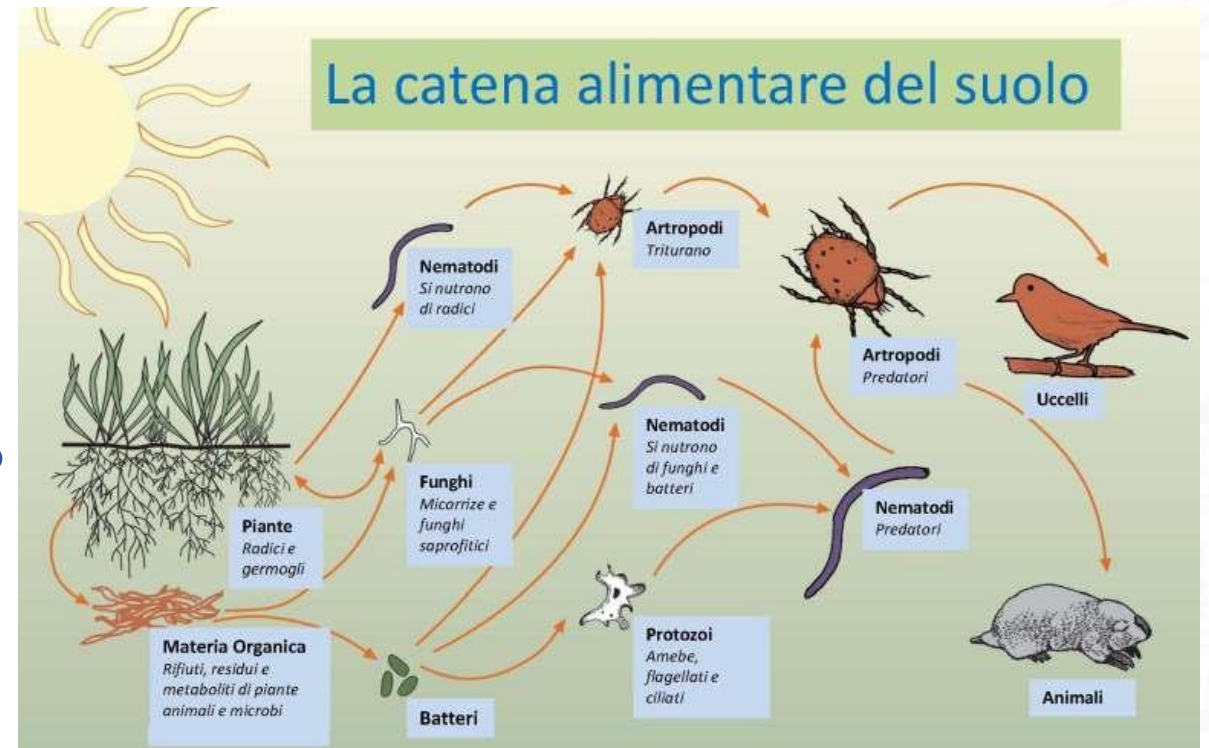 La catena alimentare del suolo
Nematodi
Si nutrono
di radici
Artropodi
Triturano
Artropodi
Predatori
Uccelli
Nematodi
Si nutrono
di funghi e
batteri
Funghi
Micorrize e
funghi
saprofitici
Nematodi
Predatori
Piante
Radici e
germogli
Materia Organica
Rifiuti, residui e
metaboliti di piante
animali e microbi
Batteri
Protozoi
Amebe,
flagellati e
ciliati
Animali